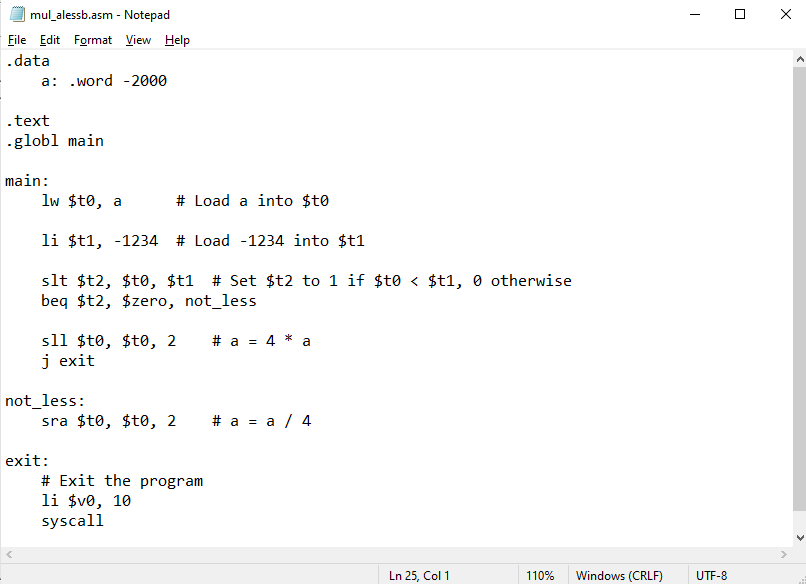 mul_alessb.asm - Notepad
File Edit Format View Help
.data
    a: .word -2000
.text
.globl main
main:
    lw $t0, a      # Load a into $t0
    li $t1, -1234  # Load -1234 into $t1
    slt $t2, $t0, $t1  # Set $t2 to 1 if $t0 < $t1, 0 otherwise
    beq $t2, $zero, not_less
    sll $t0, $t0, 2    # a = 4 * a
    j exit
not_less:
    sra $t0, $t0, 2    # a = a / 4
exit:
    # Exit the program
    li $v0, 10
    syscall
Ln 25, Col 1 110% Windows (CRLF) UTF-8